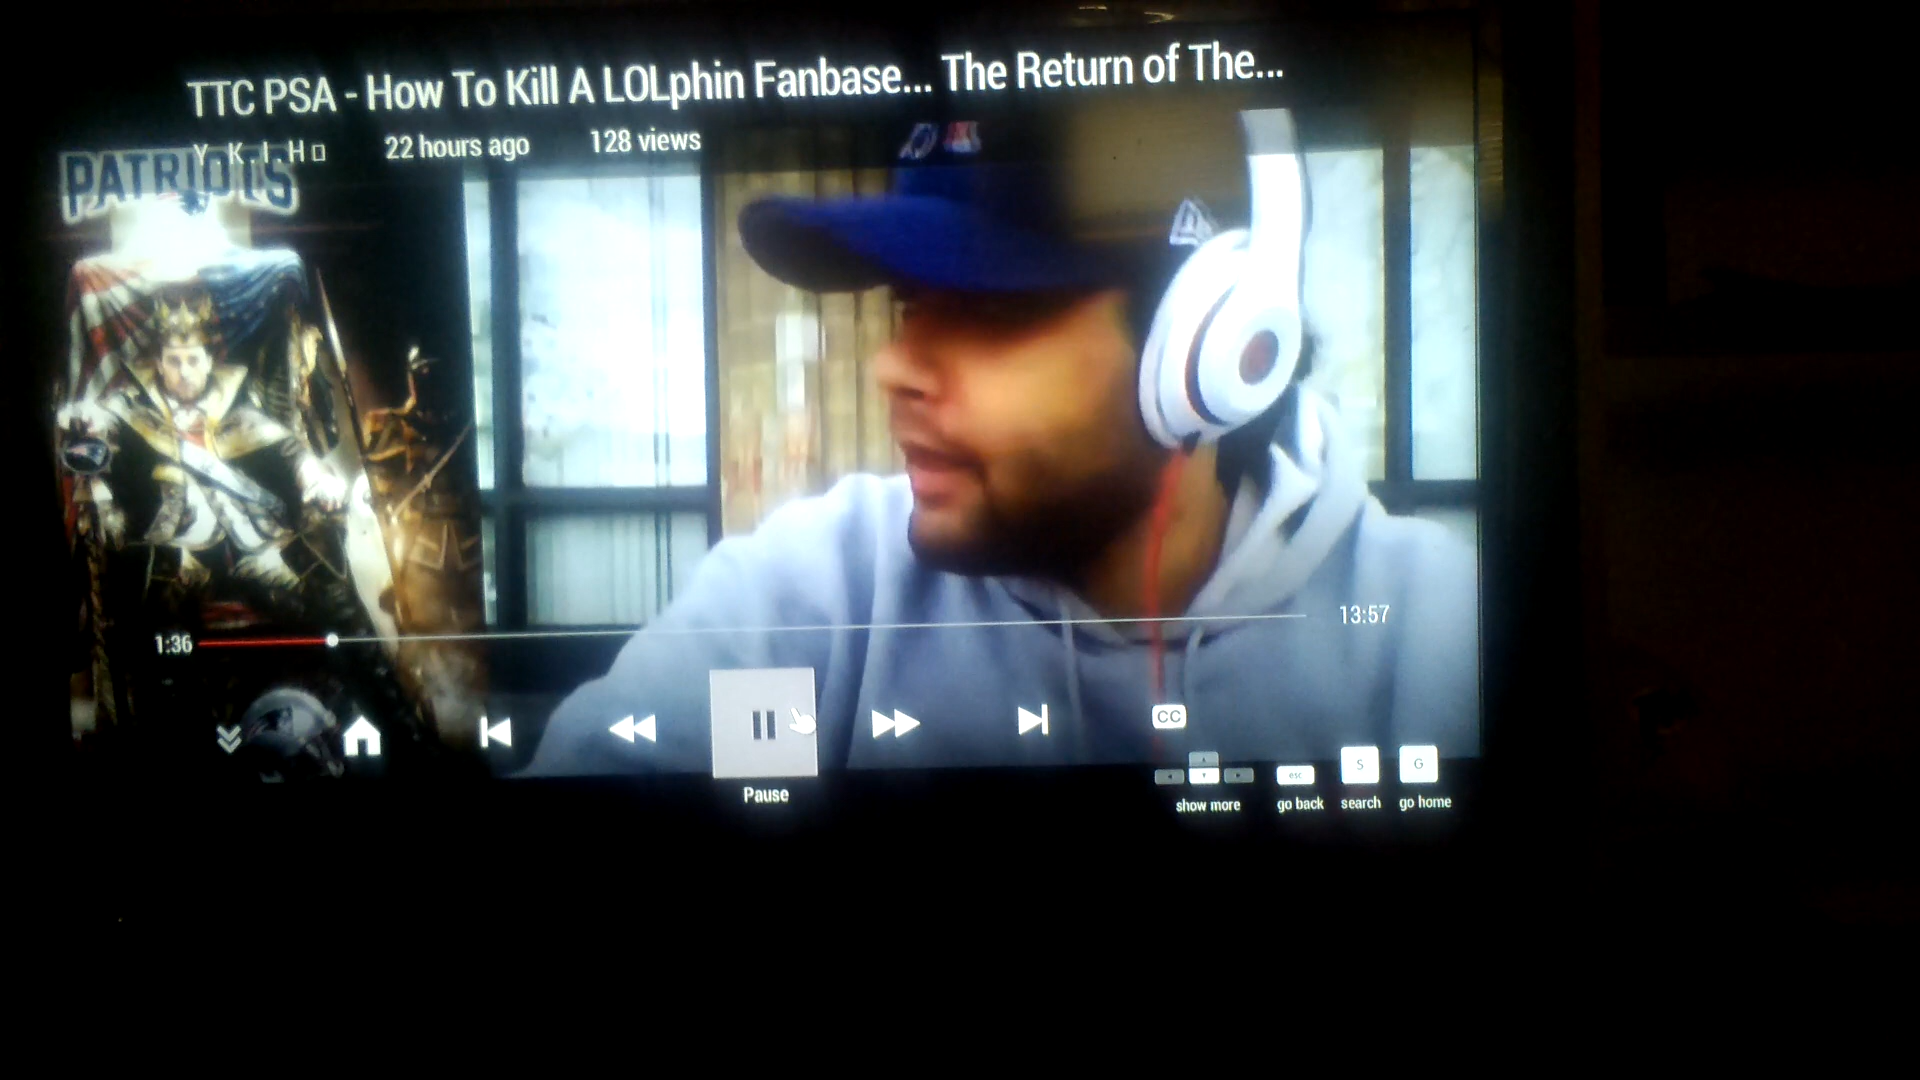 TTC PSA - How To Kill A LOLphin Fanbase... The Return of The...
Y K I H 22 hours ago 128 views
PATRIOTS
1:36
13:57
CC
Pause
show more
esc
go back
S
search
G
go home